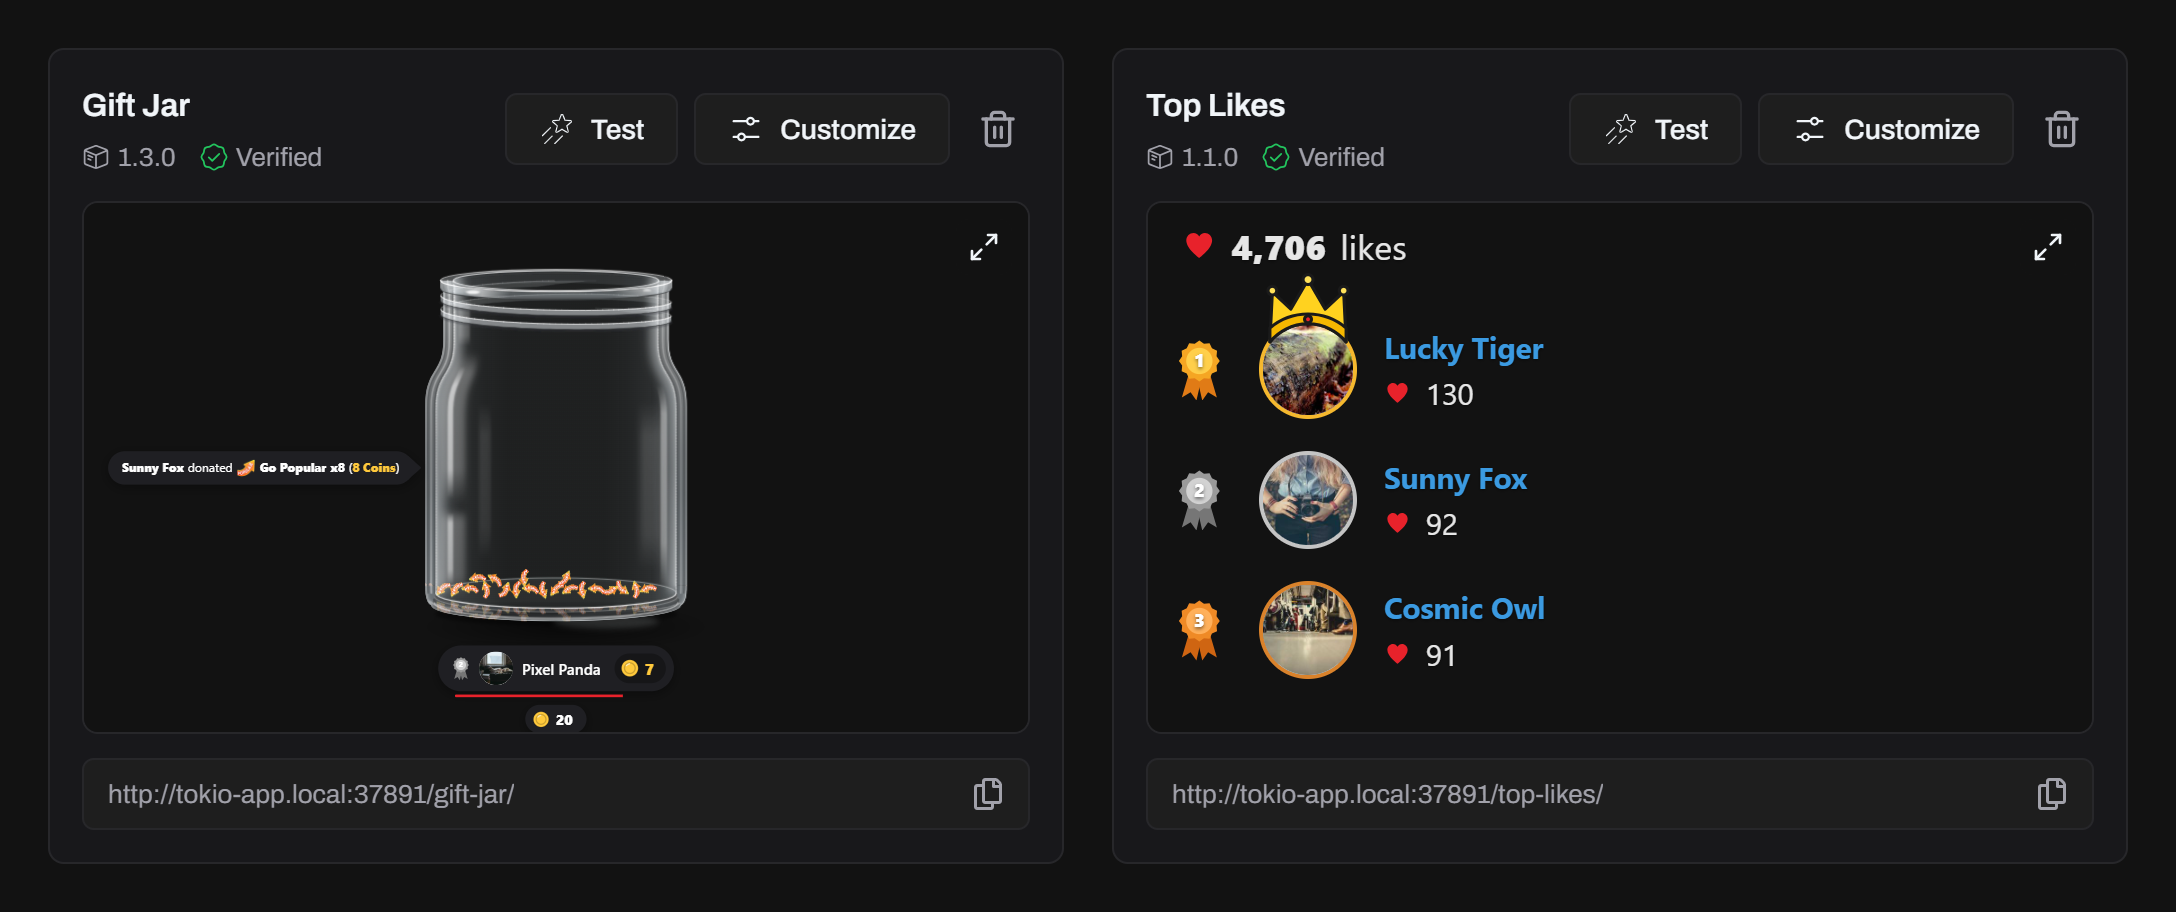 Gift Jar
1.3.0 Verified
Test
Customize
Sunny Fox donated Go Popular x8 (8 Coins)
2
Pixel Panda 7
20
http://tokio-app.local:37891/gift-jar/
Top Likes
1.1.0 Verified
Test
Customize
4,706 likes
1
Lucky Tiger
130
2
Sunny Fox
92
3
Cosmic Owl
91
http://tokio-app.local:37891/top-likes/